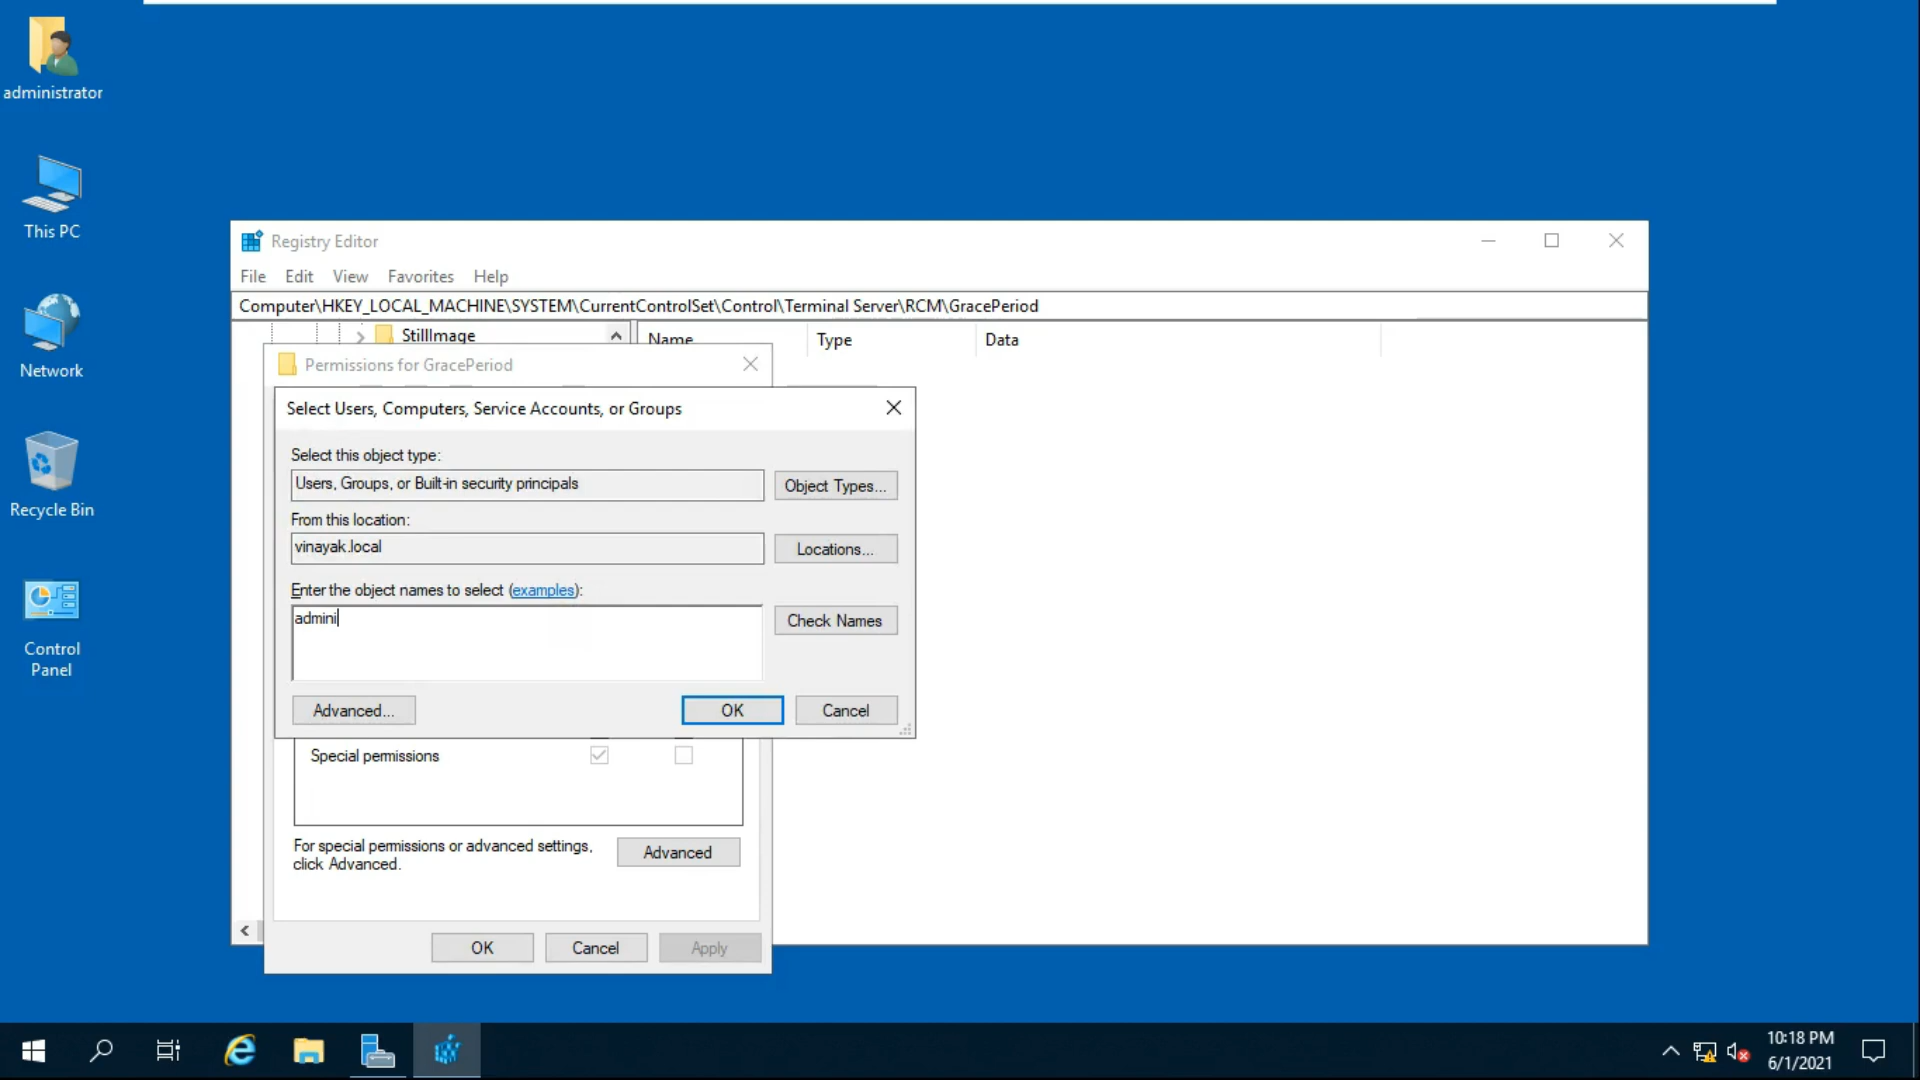 administrator
This PC
Network
Recycle Bin
Control
Panel
Registry Editor
File Edit View Favorites Help
Computer\HKEY_LOCAL_MACHINE\SYSTEM\CurrentControlSet\Control\Terminal Server\RCM\GracePeriod
StillImage
Name Type Data
Permissions for GracePeriod
Select Users, Computers, Service Accounts, or Groups
Select this object type:
Users, Groups, or Built-in security principals
Object Types...
From this location:
vinayak.local
Locations...
Enter the object names to select (examples):
admini
Check Names
Advanced...
OK
Cancel
Special permissions
For special permissions or advanced settings,
click Advanced.
Advanced
OK
Cancel
Apply
10:18 PM
6/1/2021